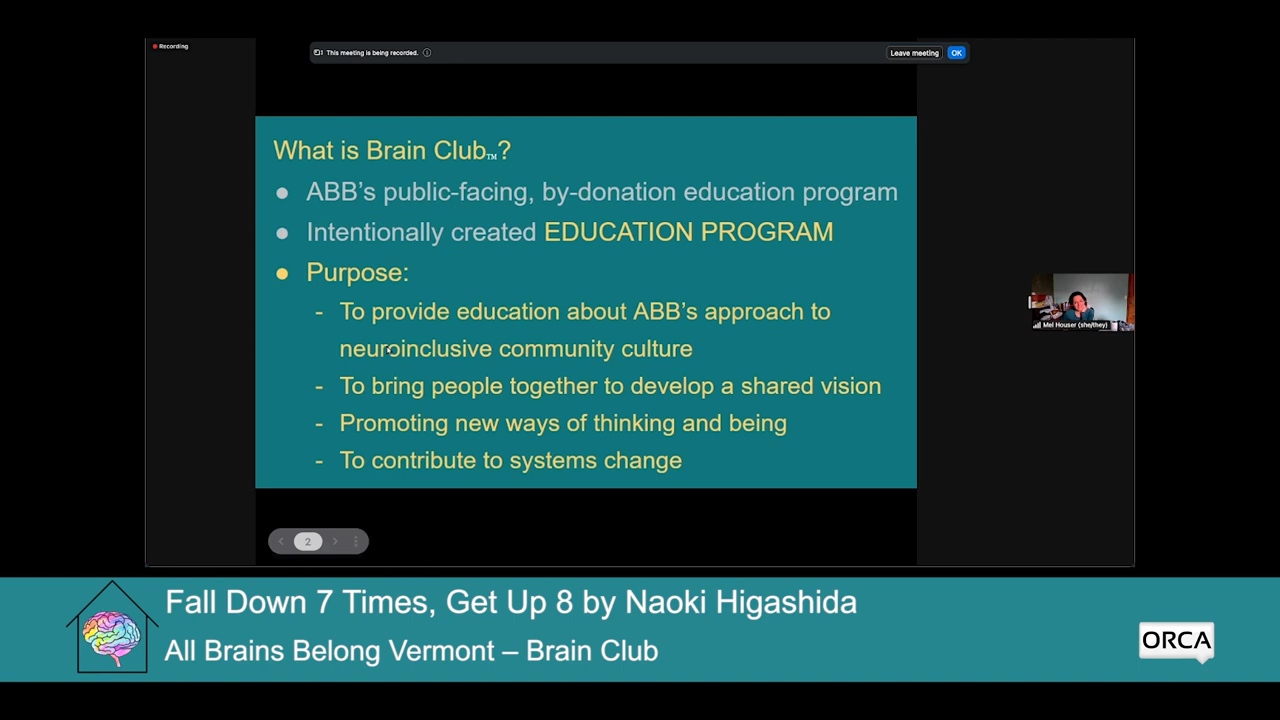 Recording
This meeting is being recorded.
Leave meeting
OK
What is Brain Club™?
● ABB's public-facing, by-donation education program
● Intentionally created EDUCATION PROGRAM
● Purpose:
- To provide education about ABB's approach to
neuroinclusive community culture
- To bring people together to develop a shared vision
- Promoting new ways of thinking and being
- To contribute to systems change
Mel Houser (she/they)
2
Fall Down 7 Times, Get Up 8 by Naoki Higashida
All Brains Belong Vermont – Brain Club
ORCA